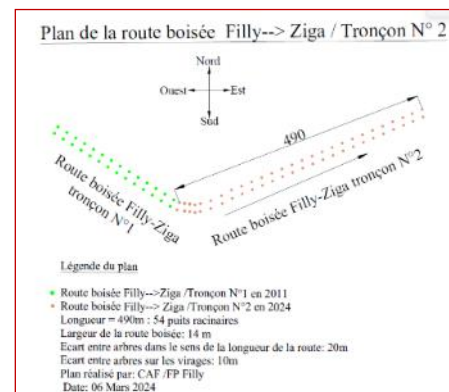 Plan de la route boisée Filly--> Ziga / Tronçon N° 2
Nord
Ouest
Est
Sud
490
Route boisée Filly-Ziga
tronçon N°1
Route boisée Filly-Ziga tronçon N°2
Légende du plan
Route boisée Filly-->Ziga /Tronçon N°1 en 2011
Route boisée Filly--> Ziga /Tronçon N°2 en 2024
Longueur = 490m : 54 puits racinaires
Largeur de la route boisée: 14 m
Ecart entre arbres dans le sens de la longueur de la route: 20m
Ecart entre arbres sur les virages: 10m
Plan réalisé par: CAF /FP Filly
Date: 06 Mars 2024